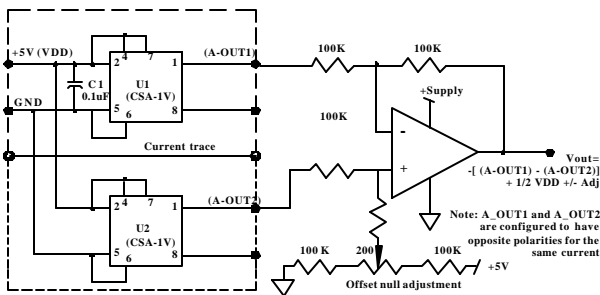 +5V (VDD)
4
7
2
1
(A-OUT1)
C1
0.1uF
U1
(CSA-1V)
GND
5
6
8
100K
100K
+Supply
100K
-
+
Current trace
Vout=
-[ (A-OUT1) - (A-OUT2)]
+ 1/2 VDD +/- Adj
4
7
2
1
(A-OUT2)
U2
(CSA-1V)
5
6
8
Note: A_OUT1 and A_OUT2
are configured to have
opposite polarities for the
same current
100 K
200
100K
+5V
Offset null adjustment